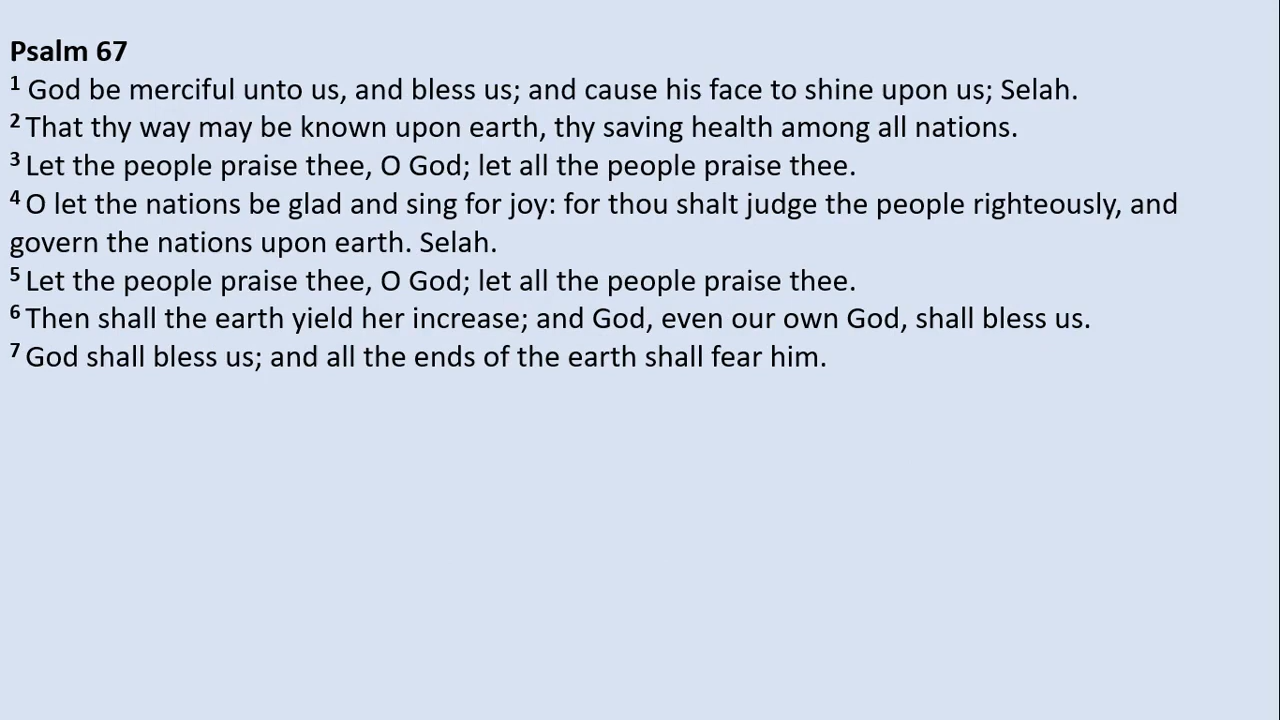 Psalm 67
1 God be merciful unto us, and bless us; and cause his face to shine upon us; Selah.
2 That thy way may be known upon earth, thy saving health among all nations.
3 Let the people praise thee, O God; let all the people praise thee.
4 O let the nations be glad and sing for joy: for thou shalt judge the people righteously, and
govern the nations upon earth. Selah.
5 Let the people praise thee, O God; let all the people praise thee.
6 Then shall the earth yield her increase; and God, even our own God, shall bless us.
7 God shall bless us; and all the ends of the earth shall fear him.